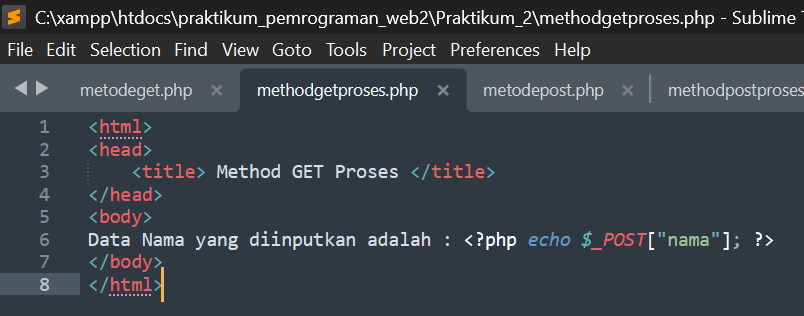 C:\xampp\htdocs\praktikum_pemrograman_web2\Praktikum_2\methodgetproses.php - Sublime T
File Edit Selection Find View Goto Tools Project Preferences Help
metodeget.php × methodgetproses.php × metodepost.php × methodpostproses
1 <html>
2 <head>
3 <title> Method GET Proses </title>
4 </head>
5 <body>
6 Data Nama yang diinputkan adalah : <?php echo $_POST["nama"]; ?>
7 </body>
8 </html>